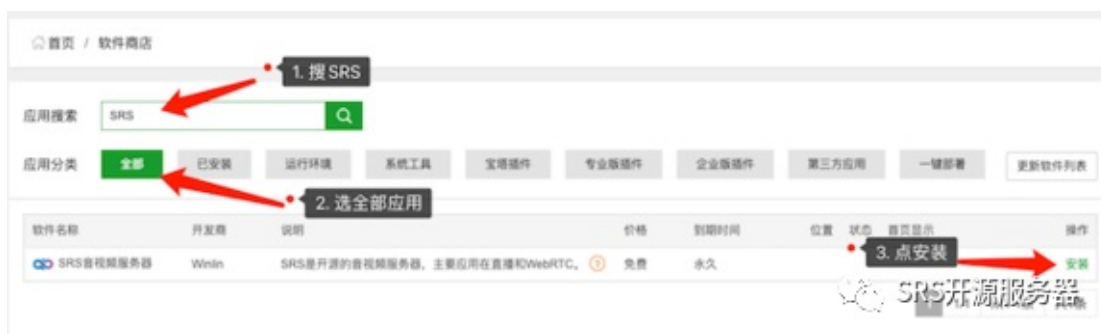 首页 / 软件商店
1. 搜SRS
应用搜索 SRS
应用分类 全部 已安装 运行环境 系统工具 宝塔插件 专业版插件 企业版插件 第三方应用 一键部署 更新软件列表
2. 选全部应用
软件名称 开发商 说明 价格 到期时间 位置 状态 首页显示 操作
3. 点安装
SRS音视频服务器 Winlin SRS是开源的音视频服务器，主要应用在直播和WebRTC。 ? 免费 永久 安装
SRS开源服务器